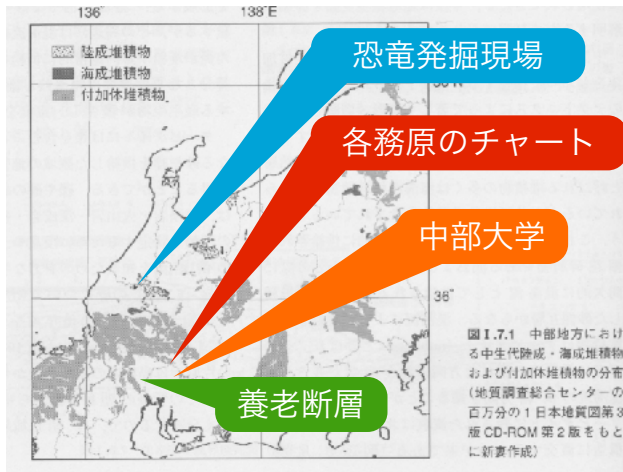 136°
138°E
陸成堆積物
海成堆積物
付加体堆積物
恐竜発掘現場
各務原のチャート
中部大学
36°
養老断層
図I.7.1 中部地方におけ
る中生代陸成・海成堆積物
および付加体堆積物の分布
(地質調査総合センターの
百万分の1日本地質図第3
版CD-ROM第2版をもと
に新妻作成)